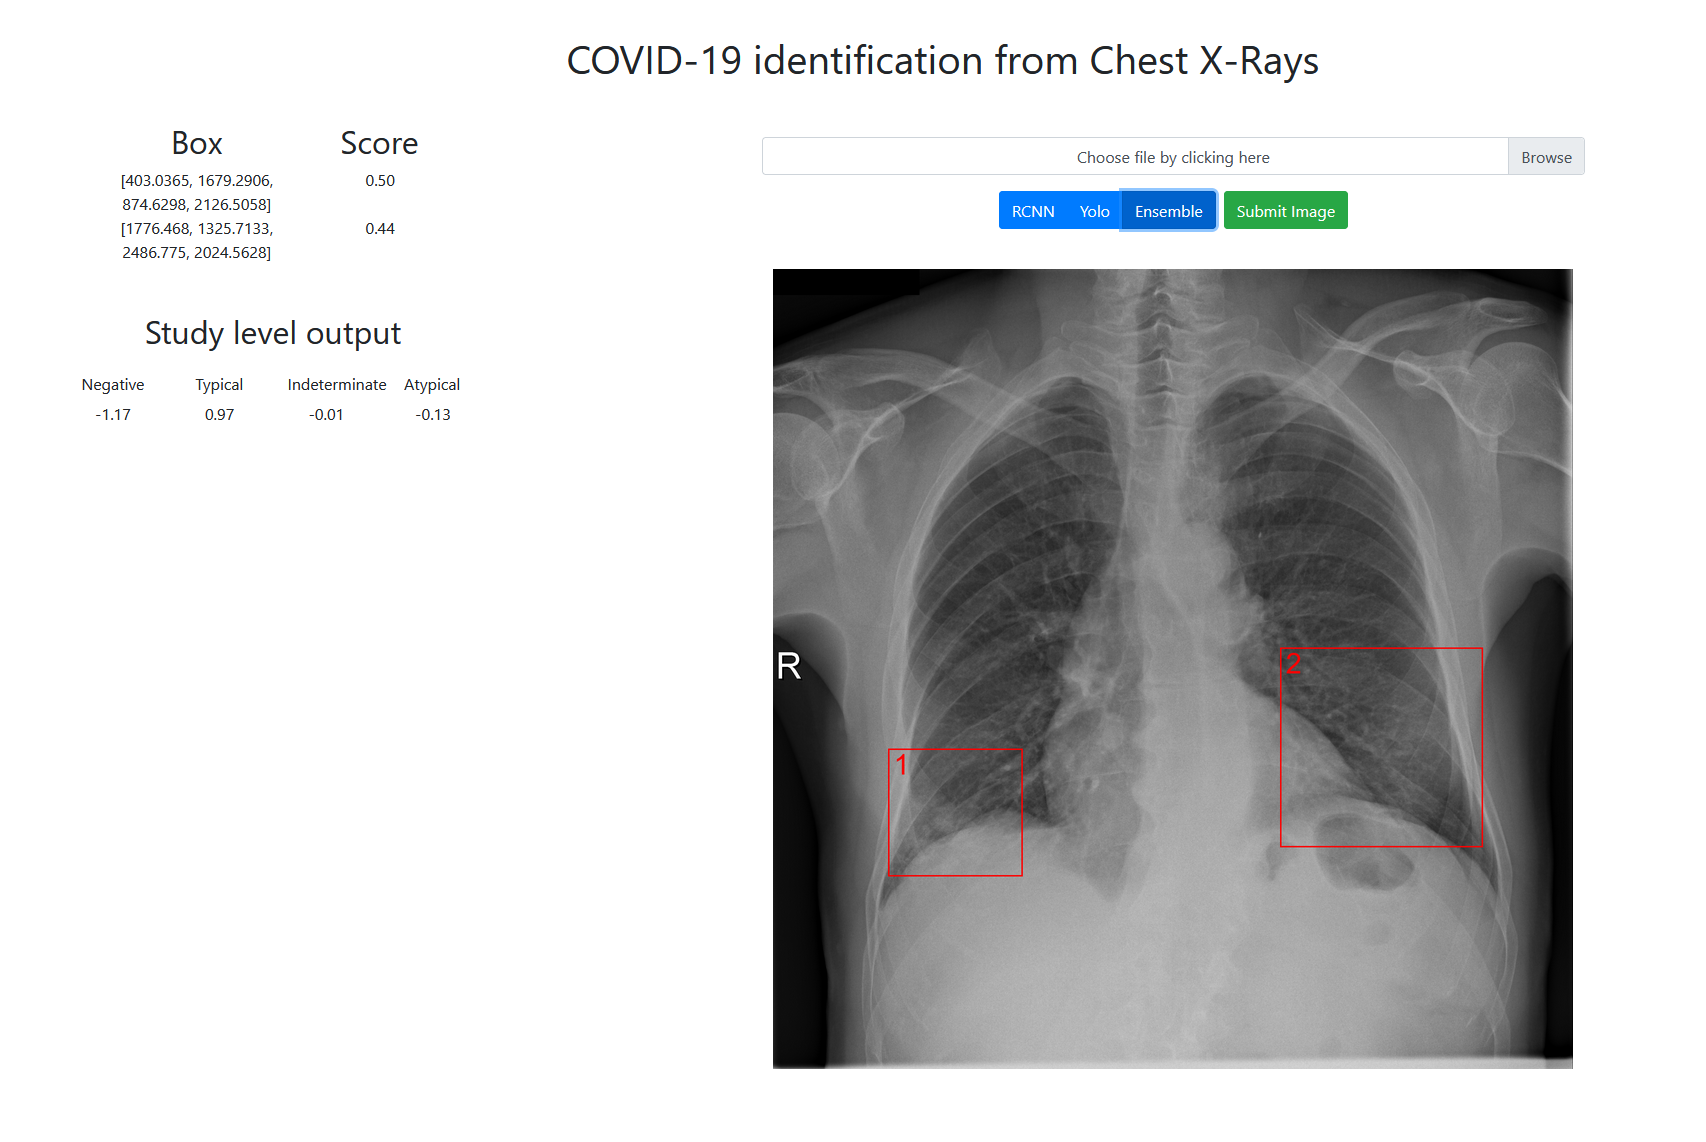 COVID-19 identification from Chest X-Rays
Box Score
[403.0365, 1679.2906, 0.50
874.6298, 2126.5058]
[1776.468, 1325.7133, 0.44
2486.775, 2024.5628]
Study level output
Negative Typical Indeterminate Atypical
-1.17 0.97 -0.01 -0.13
Choose file by clicking here Browse
RCNN Yolo Ensemble Submit Image
R
2
1